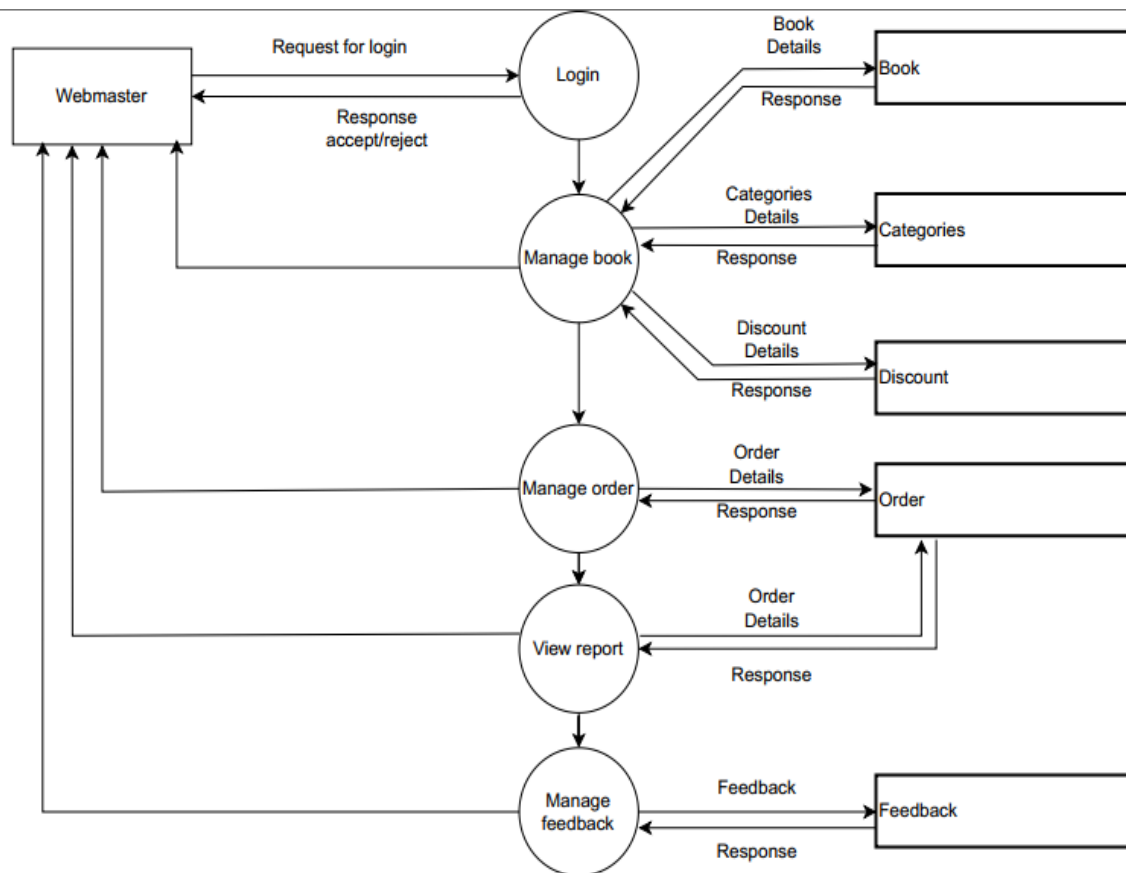 Request for login
Webmaster
Response
accept/reject
Login
Book
Details
Book
Response
Manage book
Categories
Details
Categories
Response
Discount
Details
Discount
Response
Manage order
Order
Details
Order
Response
View report
Order
Details
Response
Manage
feedback
Feedback
Feedback
Response